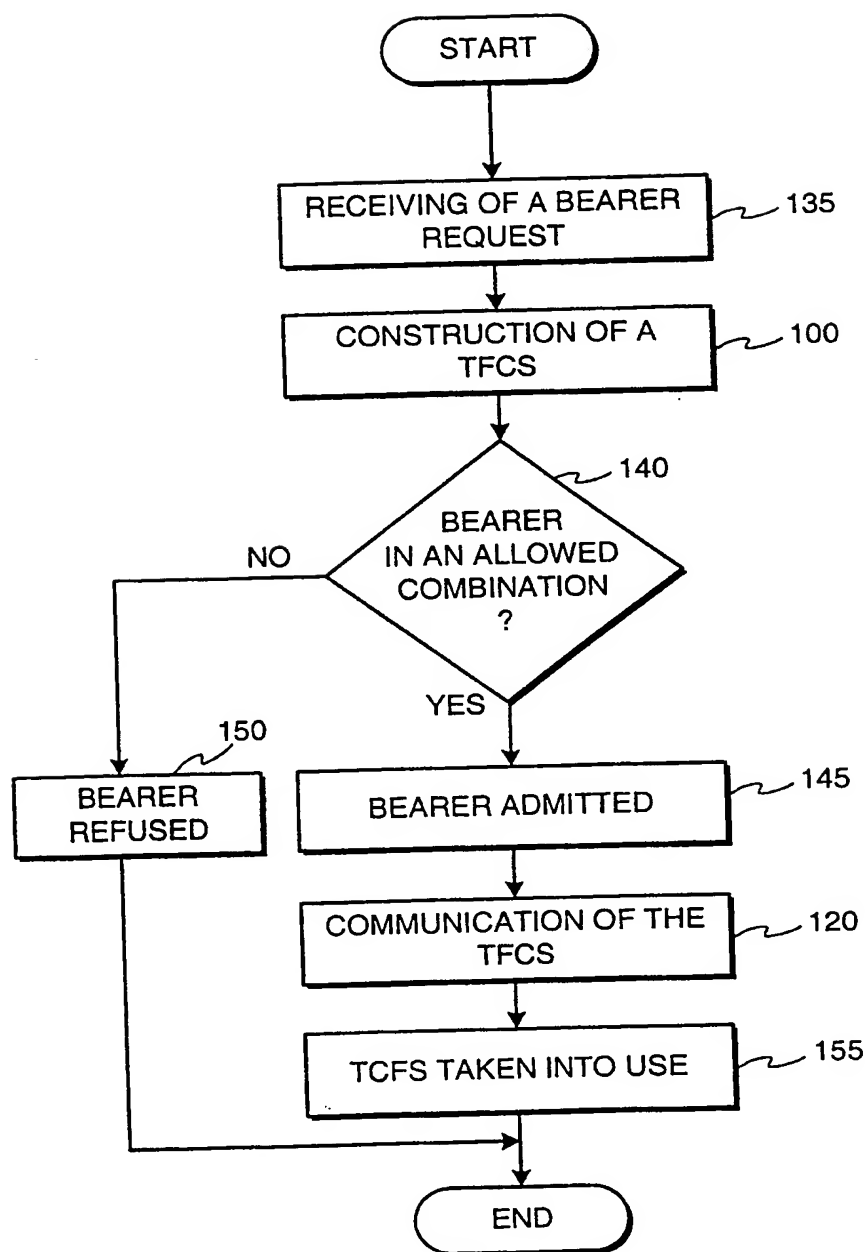 START
RECEIVING OF A BEARER
REQUEST
135
CONSTRUCTION OF A
TFCS
100
140
BEARER
IN AN ALLOWED
COMBINATION
?
NO
YES
150
BEARER
REFUSED
BEARER ADMITTED
145
COMMUNICATION OF THE
TFCS
120
TCFS TAKEN INTO USE
155
END